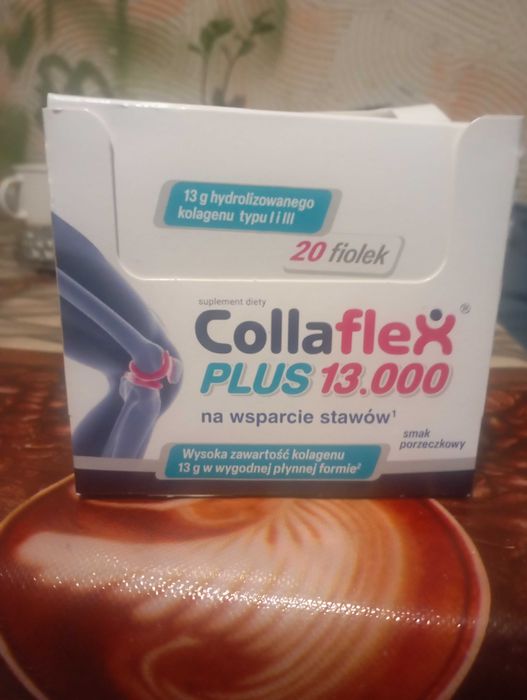 13 g hydrolizowanego
kolagenu typu I i III
20 fiolek
suplement diety
Collaflex®
PLUS 13.000
na wsparcie stawów¹
smak
porzeczkowy
Wysoka zawartość kolagenu
13 g w wygodnej płynnej formie²